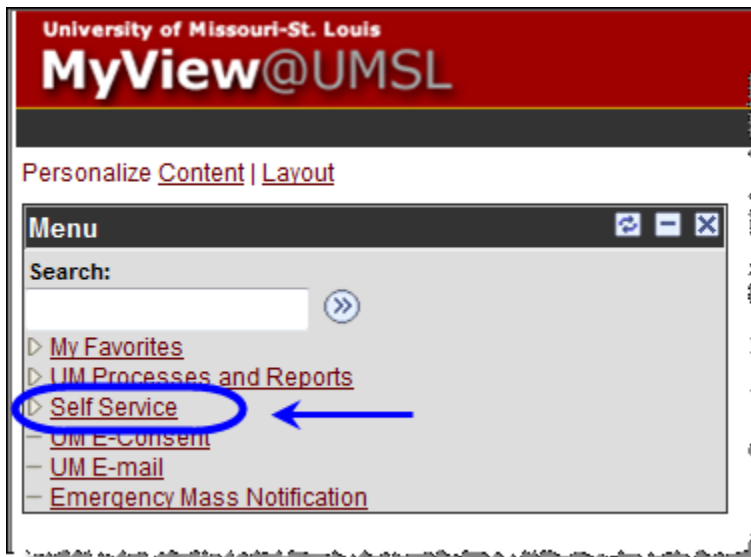 University of Missouri-St. Louis
MyView@UMSL
Personalize Content | Layout
Menu
Search:
My Favorites
UM Processes and Reports
Self Service
UM E-Consent
UM E-mail
Emergency Mass Notification